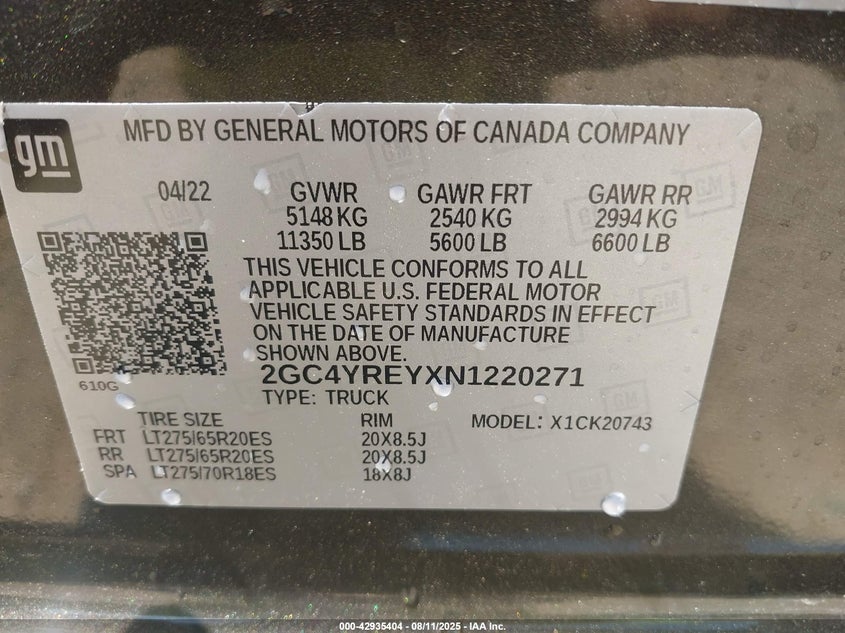 MFD BY GENERAL MOTORS OF CANADA COMPANY
gm
04/22 GVWR GAWR FRT GAWR RR
5148 KG 2540 KG 2994 KG
11350 LB 5600 LB 6600 LB
THIS VEHICLE CONFORMS TO ALL
APPLICABLE U.S. FEDERAL MOTOR
VEHICLE SAFETY STANDARDS IN EFFECT
ON THE DATE OF MANUFACTURE
SHOWN ABOVE.
610G
2GC4YREYXN1220271
TYPE: TRUCK
TIRE SIZE RIM MODEL: X1CK20743
FRT LT275/65R20ES 20X8.5J
RR LT275/65R20ES 20X8.5J
SPA LT275/70R18ES 18X8J
000-42935404 - 08/11/2025 - IAA Inc.